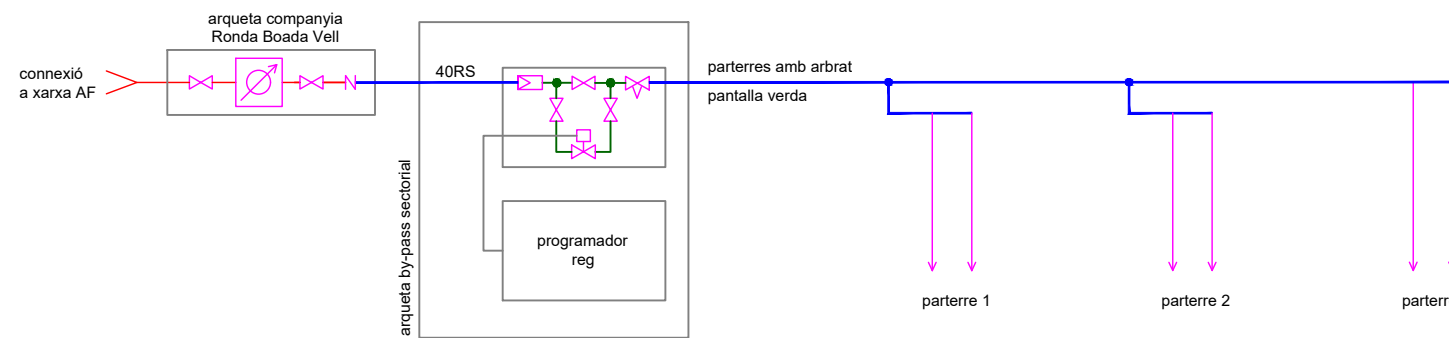 arqueta companyia
Ronda Boada Vell
connexió
a xarxa AF
40RS
parterres amb arbrat
pantalla verda
arqueta by-pass sectorial
programador
reg
parterre 1
parterre 2
parterr